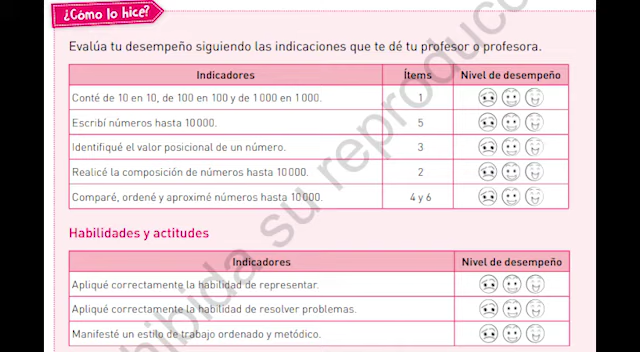 ¿Cómo lo hice?
Evalúa tu desempeño siguiendo las indicaciones que te dé tu profesor o profesora.
Indicadores Ítems Nivel de desempeño
Conté de 10 en 10, de 100 en 100 y de 1 000 en 1 000. 1
Escribí números hasta 10 000. 5
Identifiqué el valor posicional de un número. 3
Realicé la composición de números hasta 10 000. 2
Comparé, ordené y aproximé números hasta 10 000. 4 y 6
Habilidades y actitudes
Indicadores Nivel de desempeño
Apliqué correctamente la habilidad de representar.
Apliqué correctamente la habilidad de resolver problemas.
Manifesté un estilo de trabajo ordenado y metódico.
hibida su reproducc